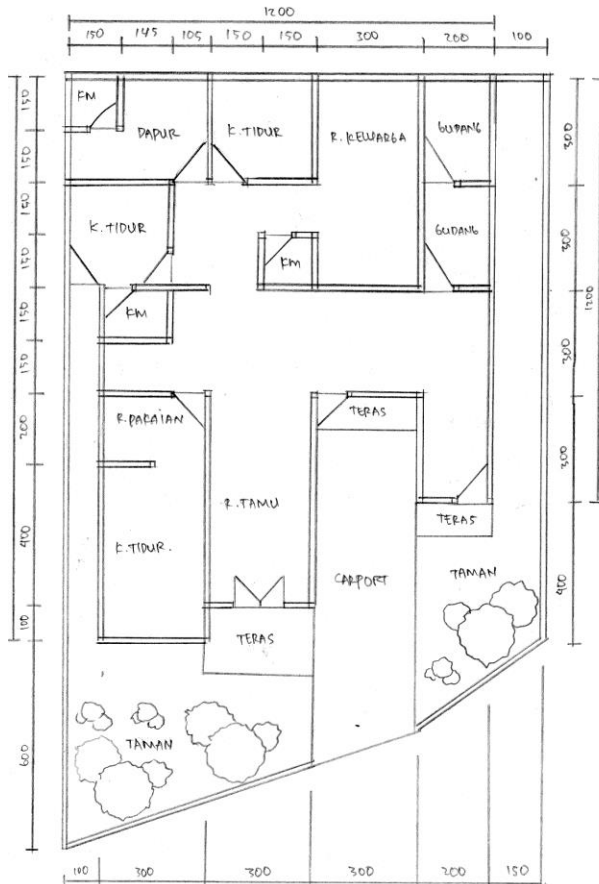 1200
150 145 105 150 150 300 200 100
KM
DAPUR
K.TIDUR
R.KELUARGA
GUDANG
K.TIDUR
KM
GUDANG
KM
R.PAKAIAN
TERAS
R.TAMU
K.TIDUR.
CARPORT
TERAS
TAMAN
TERAS
TAMAN
150
150
150
150
150
150
200
400
100
600
300
300
300
300
400
1200
100 300 300 300 200 150